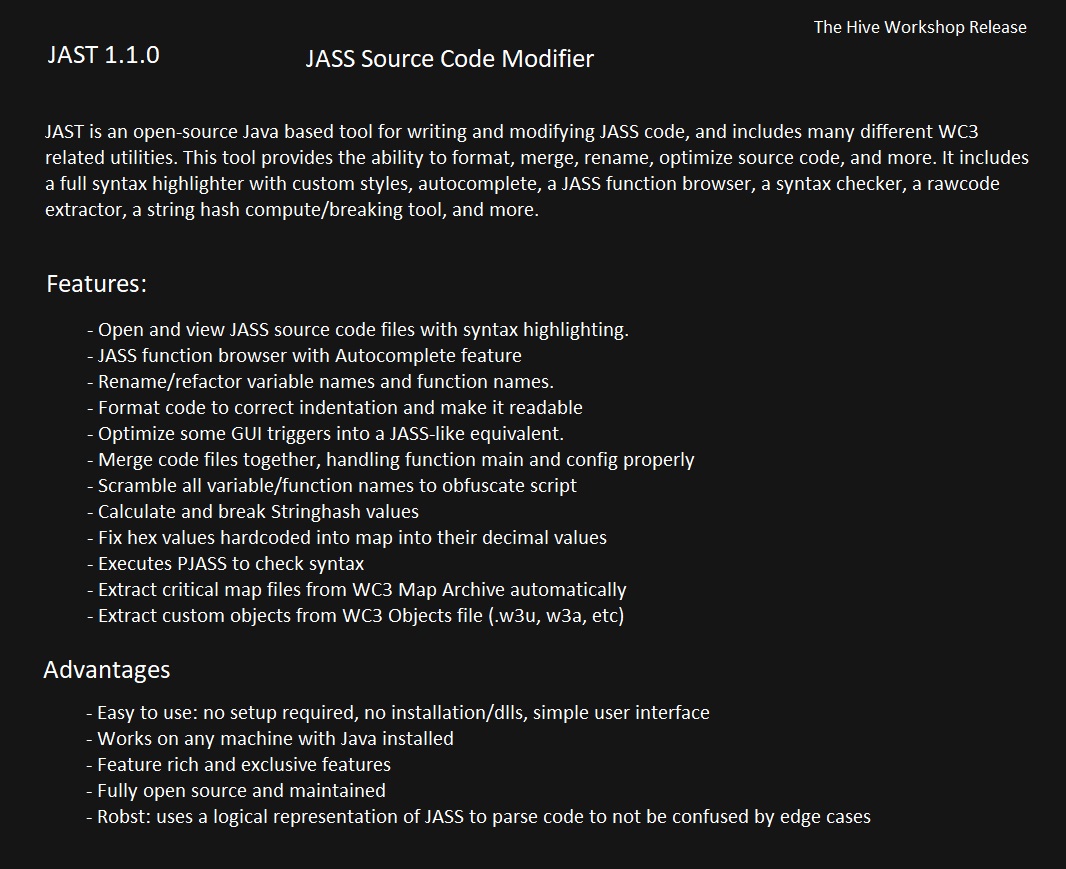 The Hive Workshop Release
JAST 1.1.0
JASS Source Code Modifier
JAST is an open-source Java based tool for writing and modifying JASS code, and includes many different WC3
related utilities. This tool provides the ability to format, merge, rename, optimize source code, and more. It includes
a full syntax highlighter with custom styles, autocomplete, a JASS function browser, a syntax checker, a rawcode
extractor, a string hash compute/breaking tool, and more.
Features:
- Open and view JASS source code files with syntax highlighting.
- JASS function browser with Autocomplete feature
- Rename/refactor variable names and function names.
- Format code to correct indentation and make it readable
- Optimize some GUI triggers into a JASS-like equivalent.
- Merge code files together, handling function main and config properly
- Scramble all variable/function names to obfuscate script
- Calculate and break Stringhash values
- Fix hex values hardcoded into map into their decimal values
- Executes PJASS to check syntax
- Extract critical map files from WC3 Map Archive automatically
- Extract custom objects from WC3 Objects file (.w3u, w3a, etc)
Advantages
- Easy to use: no setup required, no installation/dlls, simple user interface
- Works on any machine with Java installed
- Feature rich and exclusive features
- Fully open source and maintained
- Robst: uses a logical representation of JASS to parse code to not be confused by edge cases